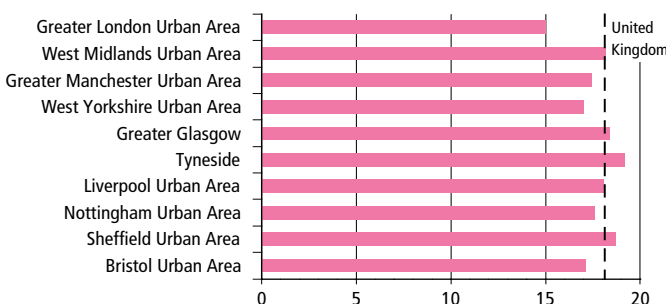 Greater London Urban Area
United
West Midlands Urban Area
Kingdom
Greater Manchester Urban Area
West Yorkshire Urban Area
Greater Glasgow
Tyneside
Liverpool Urban Area
Nottingham Urban Area
Sheffield Urban Area
Bristol Urban Area
0 5 10 15 20